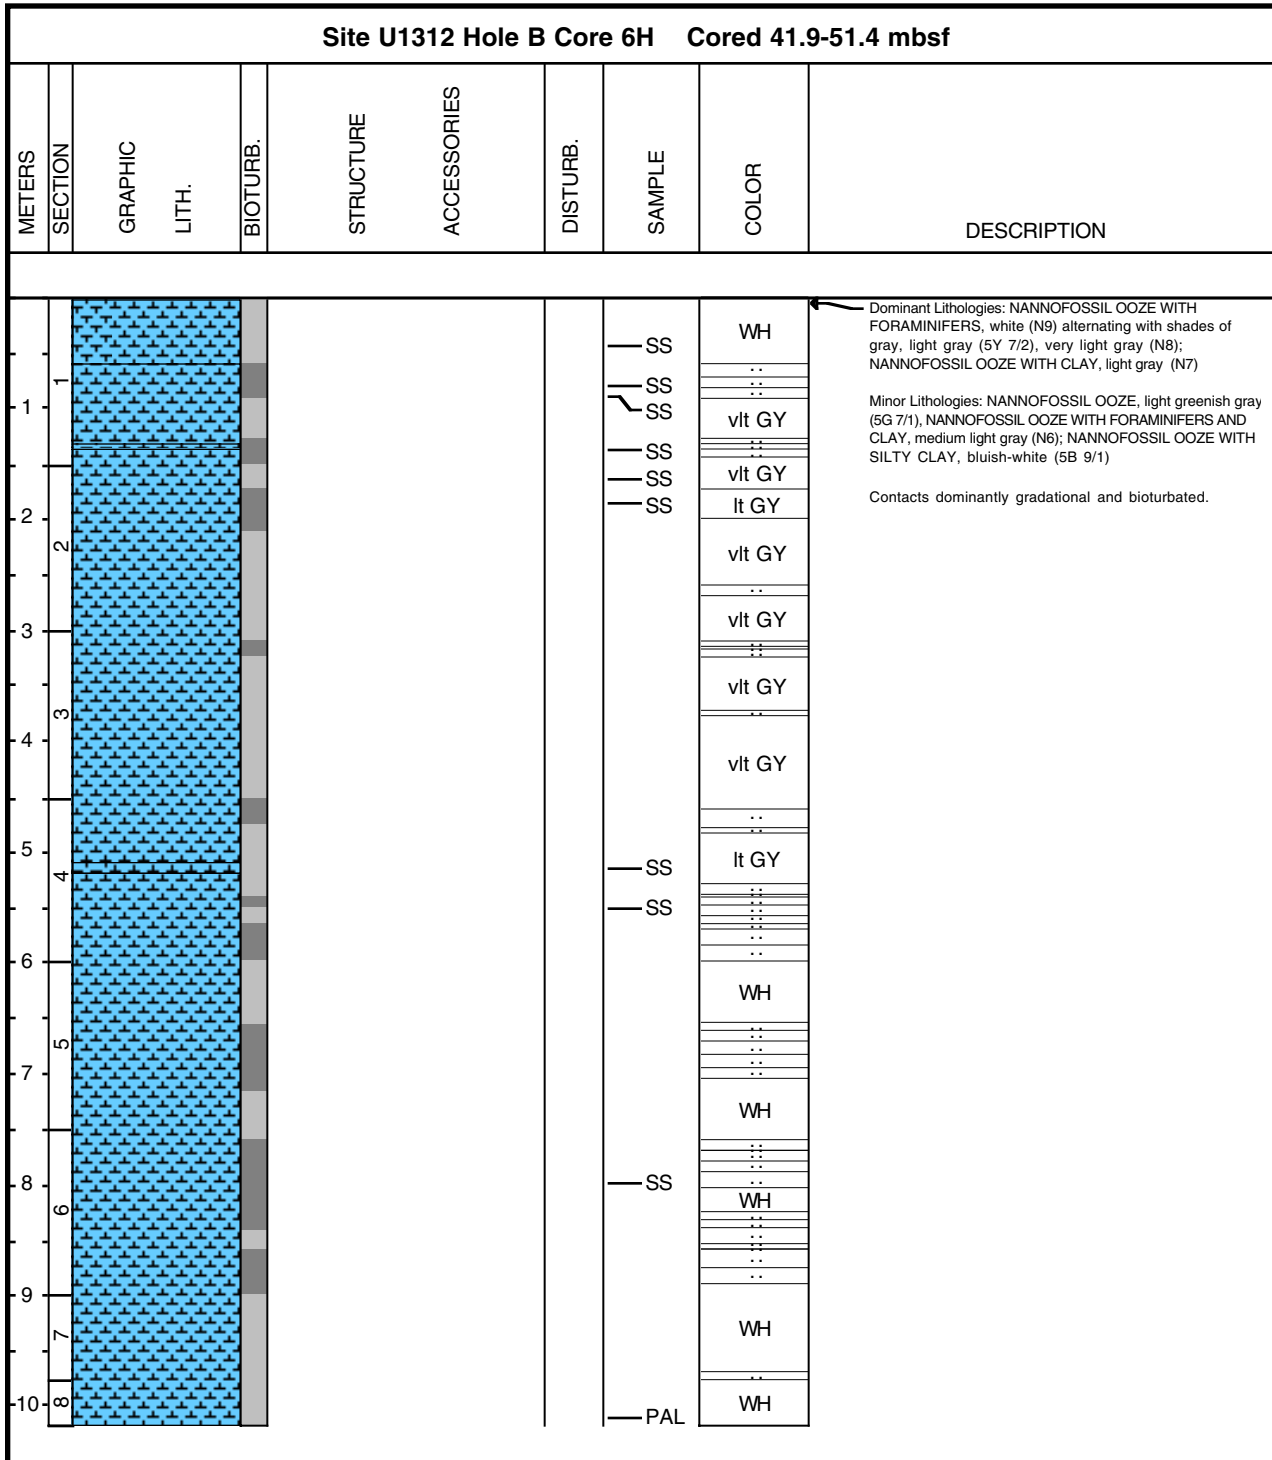 Site U1312 Hole B Core 6H Cored 41.9-51.4 mbsf
METERS
SECTION
GRAPHIC
LITH.
BIOTURB.
STRUCTURE
ACCESSORIES
DISTURB.
SAMPLE
COLOR
DESCRIPTION
Dominant Lithologies: NANNOFOSSIL OOZE WITH
FORAMINIFERS, white (N9) alternating with shades of
gray, light gray (5Y 7/2), very light gray (N8);
NANNOFOSSIL OOZE WITH CLAY, light gray (N7)
Minor Lithologies: NANNOFOSSIL OOZE, light greenish gray
(5G 7/1), NANNOFOSSIL OOZE WITH FORAMINIFERS AND
CLAY, medium light gray (N6); NANNOFOSSIL OOZE WITH
SILTY CLAY, bluish-white (5B 9/1)
Contacts dominantly gradational and bioturbated.
1
2
3
4
5
6
7
8
9
10
1
2
3
4
5
6
7
8
SS
SS
SS
SS
SS
SS
SS
SS
SS
PAL
WH
vlt GY
vlt GY
lt GY
vlt GY
vlt GY
vlt GY
vlt GY
lt GY
WH
WH
WH
WH
WH